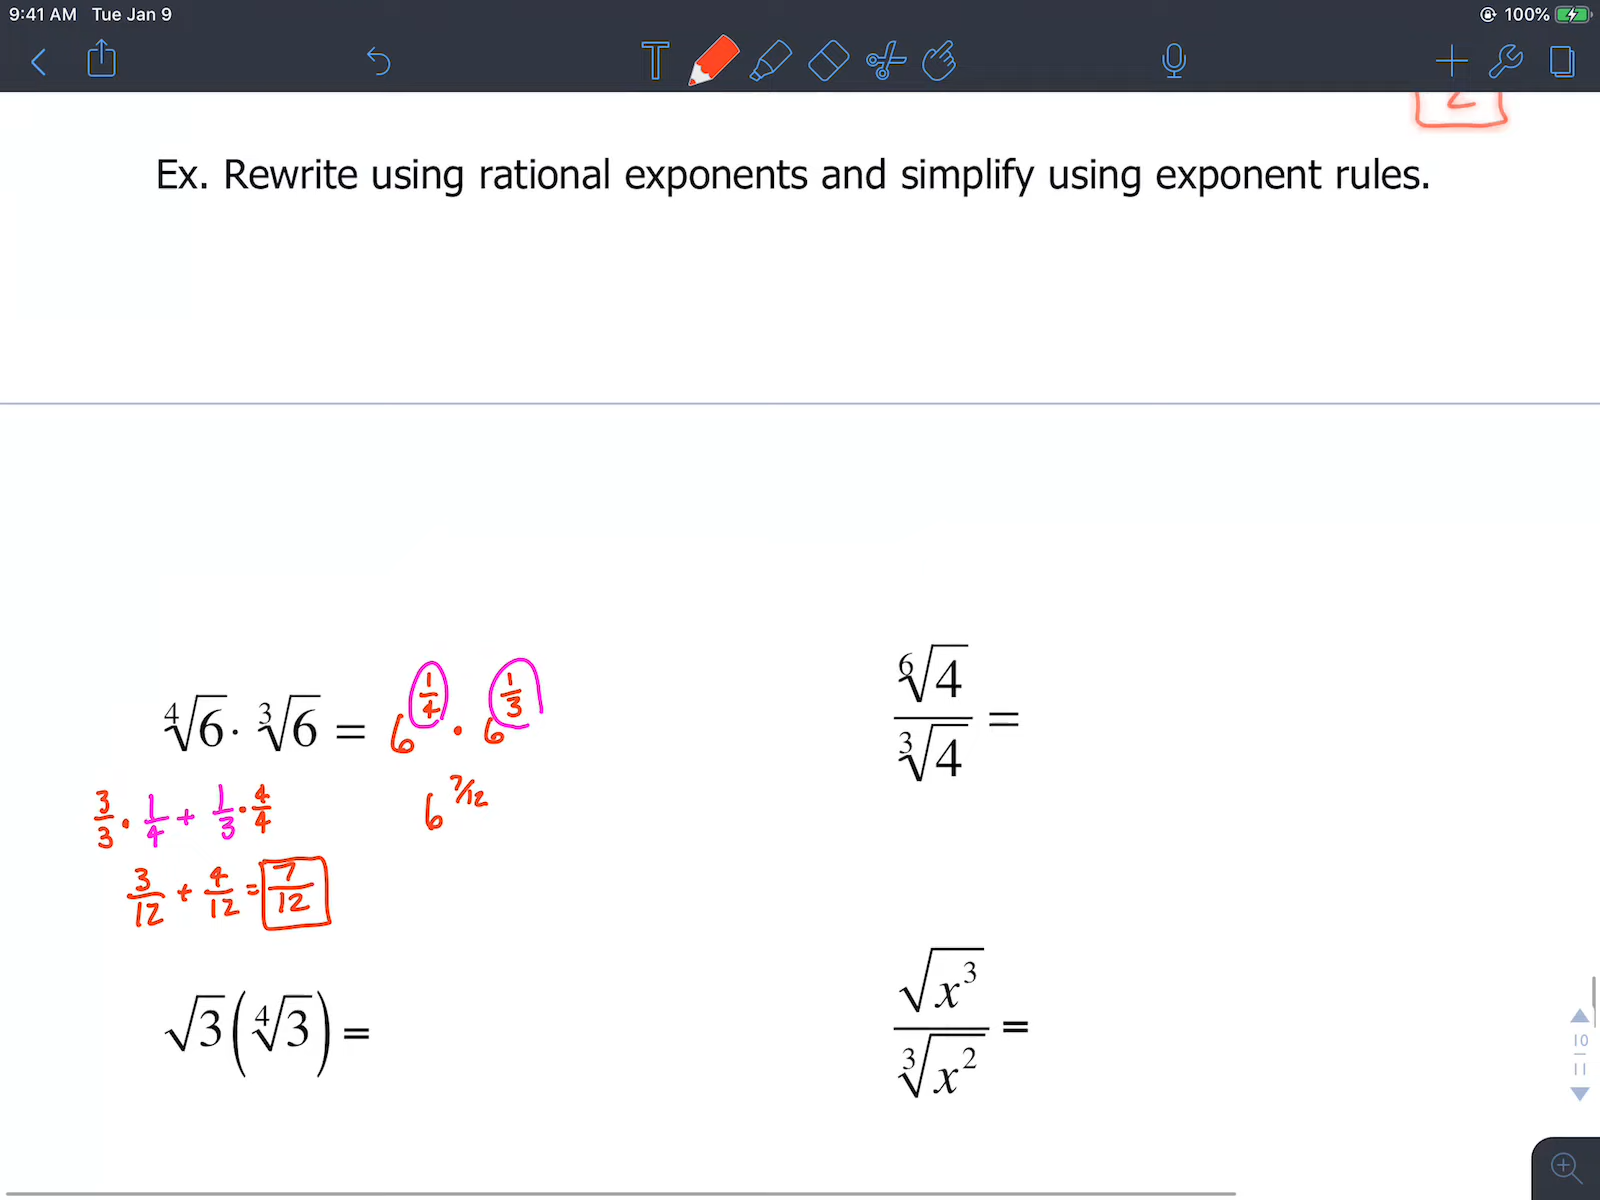 9:41 AM Tue Jan 9
100%
T
2
Ex. Rewrite using rational exponents and simplify using exponent rules.
∜6 · ∛6 = 6^(1/4) · 6^(1/3)
6^(7/12)
3/3 · 1/4 + 1/3 · 4/4
3/12 + 4/12 = 7/12
⁶√4 / ∛4 =
√3(∜3) =
√x³ / ∛x² =
10
11